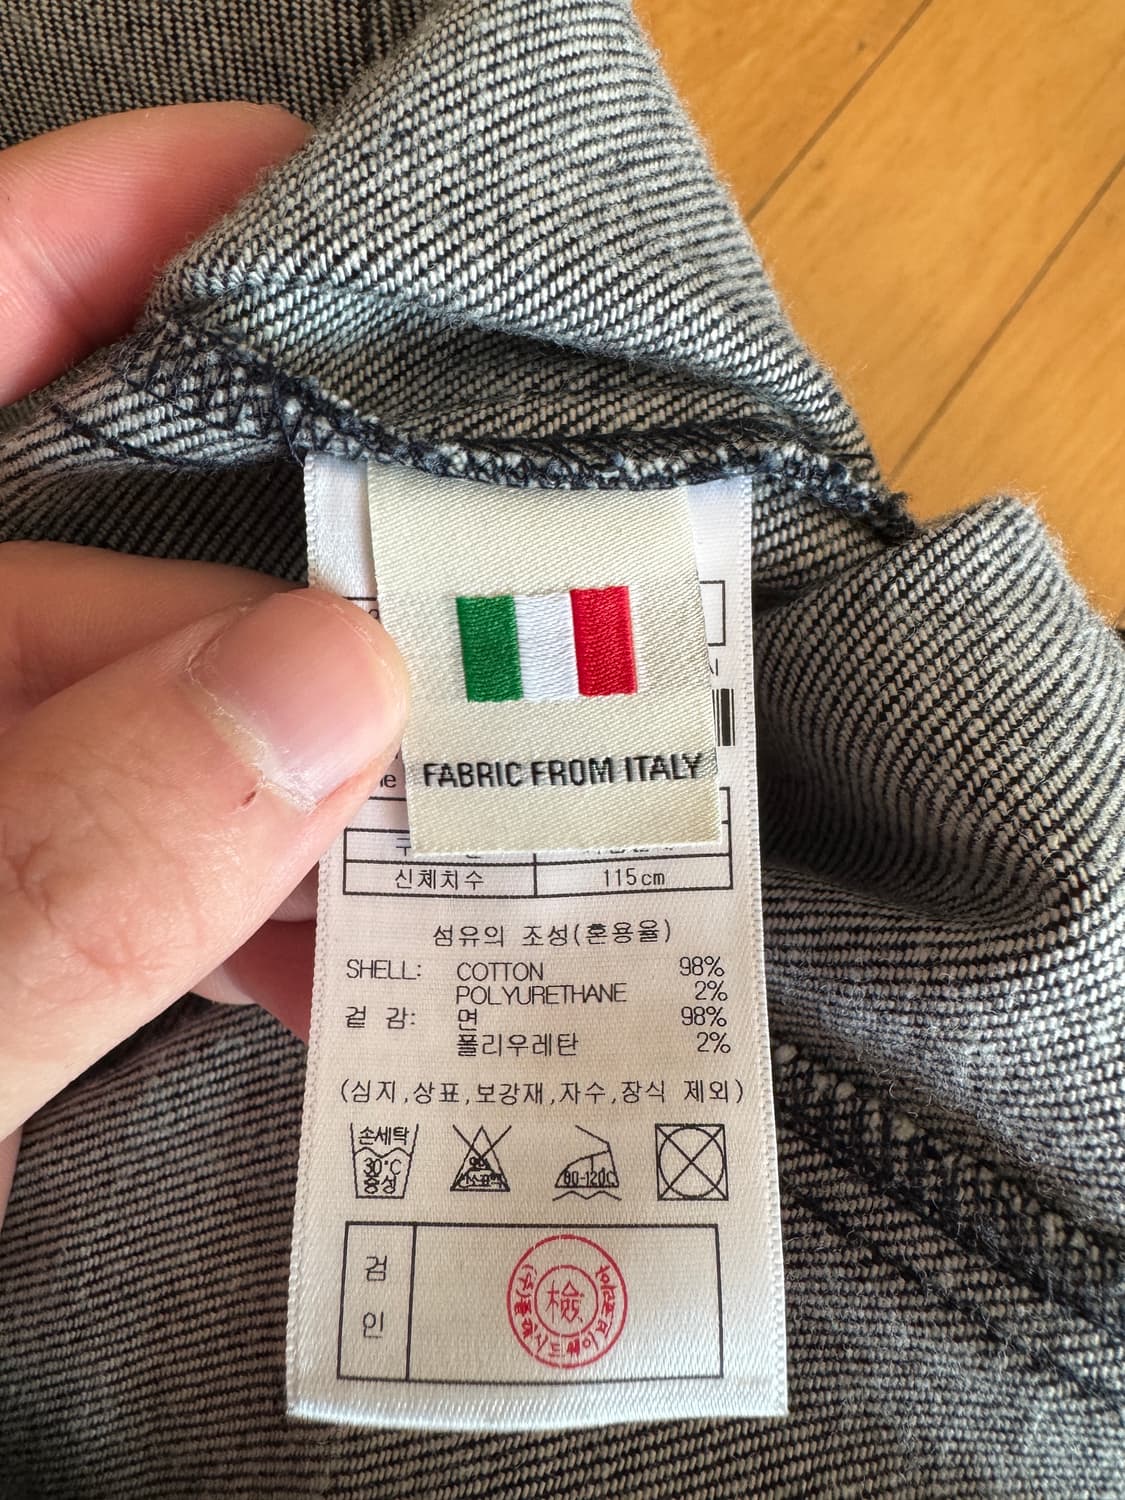 FABRIC FROM ITALY
신체치수 115cm
섬유의 조성(혼용율)
SHELL: COTTON 98%
POLYURETHANE 2%
겉 감: 면 98%
폴리우레탄 2%
(심지,상표,보강재,자수,장식 제외)
손세탁
30°C
중성
80-120C
검
인
檢